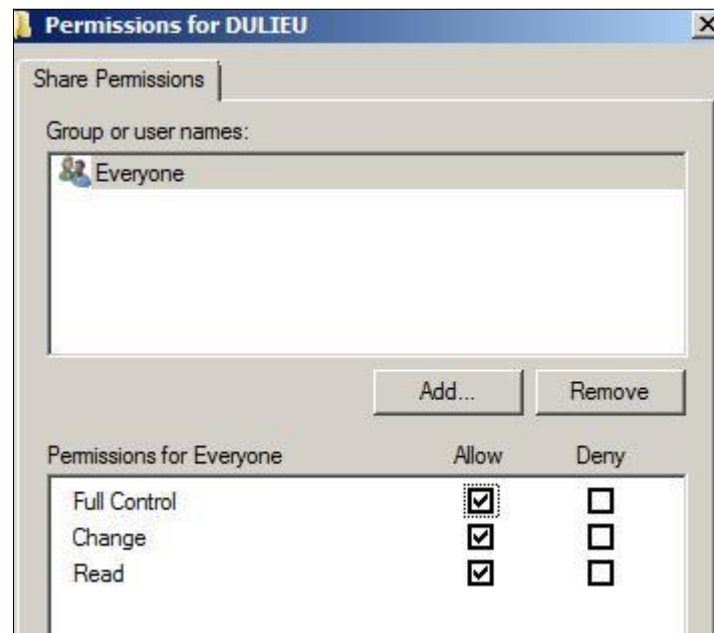 Permissions for DULIEU
Share Permissions
Group or user names:
Everyone
Add... Remove
Permissions for Everyone Allow Deny
Full Control
Change
Read